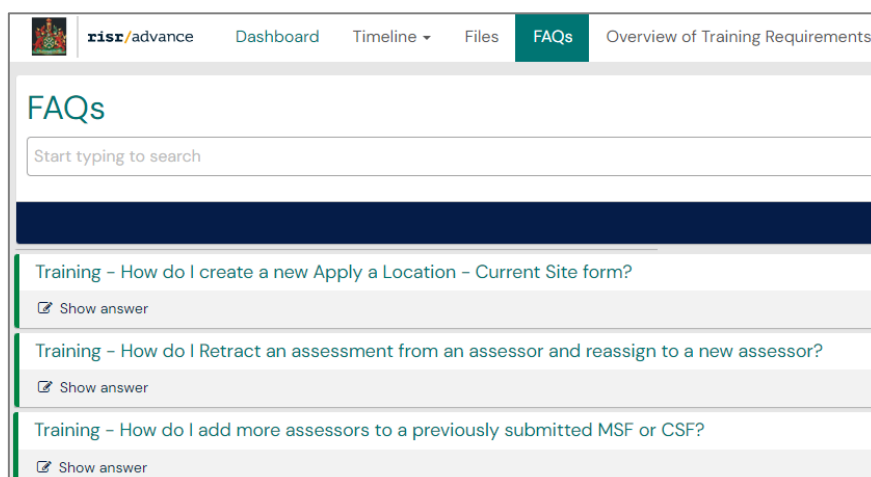 risr/advance Dashboard Timeline Files FAQs Overview of Training Requirements
FAQs
Start typing to search
Training - How do I create a new Apply a Location - Current Site form?
Show answer
Training - How do I Retract an assessment from an assessor and reassign to a new assessor?
Show answer
Training - How do I add more assessors to a previously submitted MSF or CSF?
Show answer